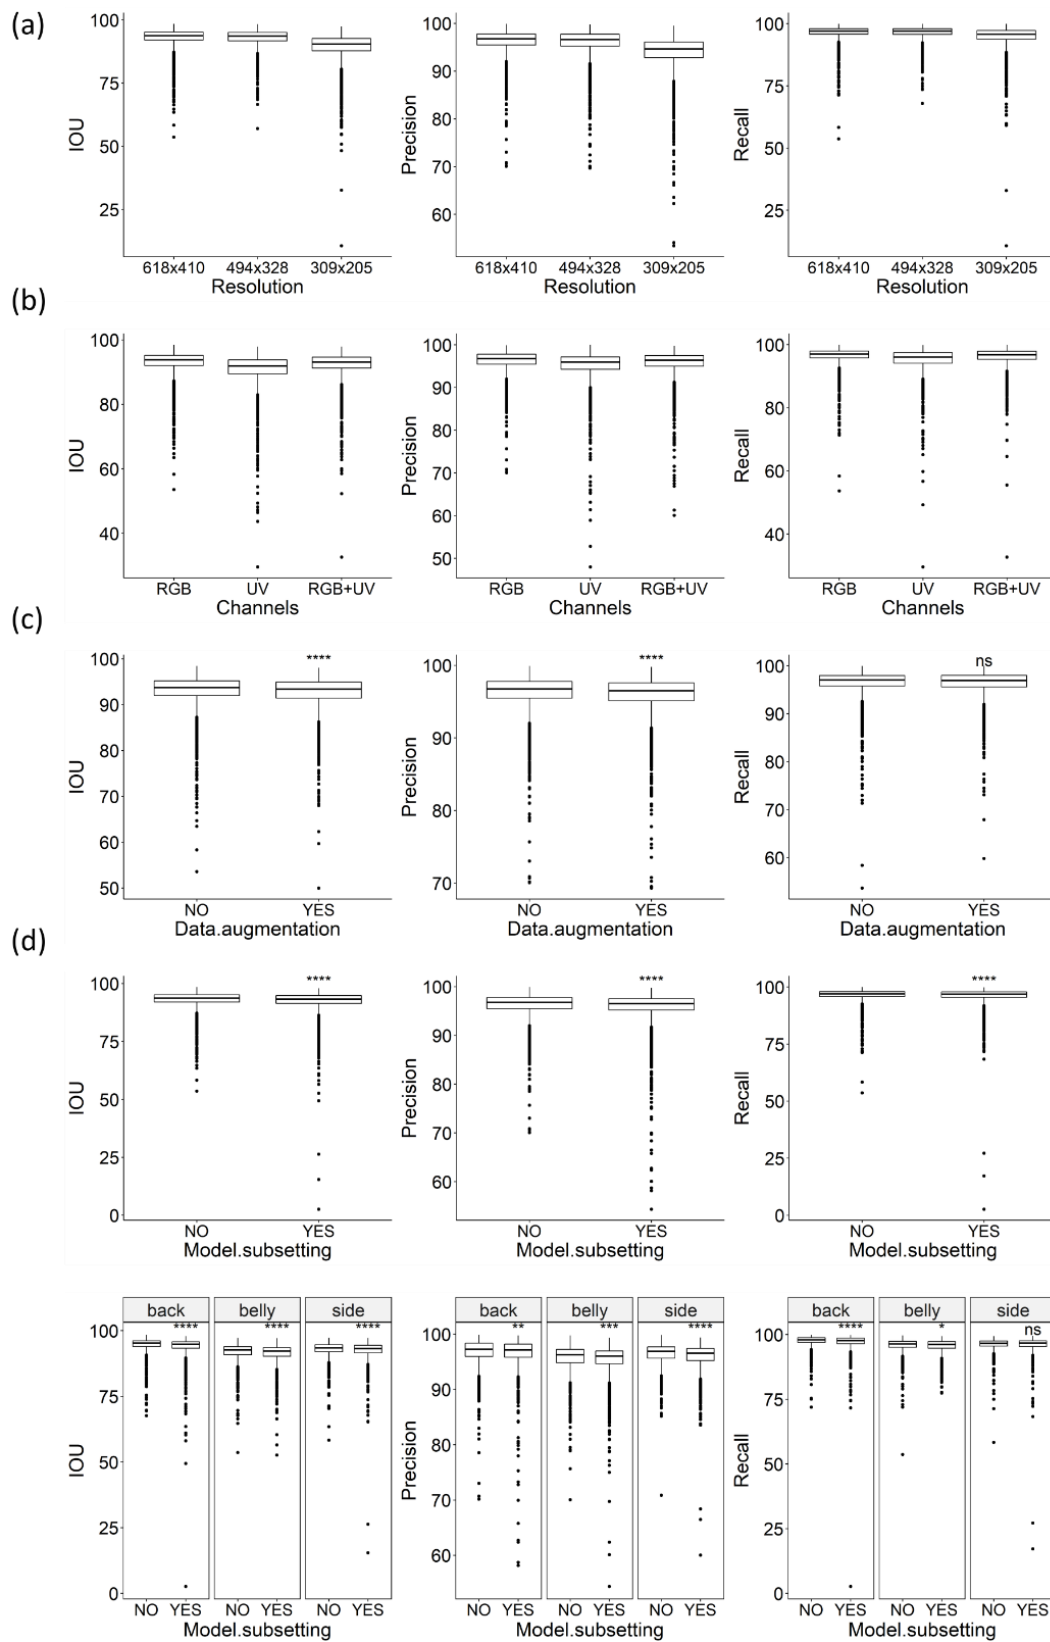 (a)
100
75
50
25
IOU
618x410 494x328 309x205
Resolution
100
90
80
70
60
Precision
618x410 494x328 309x205
Resolution
100
75
50
25
Recall
618x410 494x328 309x205
Resolution
(b)
100
80
60
40
IOU
RGB UV RGB+UV
Channels
100
90
80
70
60
50
Precision
RGB UV RGB+UV
Channels
100
80
60
40
Recall
RGB UV RGB+UV
Channels
(c)
100
90
80
70
60
50
IOU
****
NO YES
Data.augmentation
100
90
80
70
Precision
****
NO YES
Data.augmentation
100
90
80
70
60
Recall
ns
NO YES
Data.augmentation
(d)
100
75
50
25
0
IOU
****
NO YES
Model.subsetting
100
90
80
70
60
Precision
****
NO YES
Model.subsetting
100
75
50
25
0
Recall
****
NO YES
Model.subsetting
back belly side
**** **** ****
100
75
50
25
0
IOU
NO YES NO YES NO YES
Model.subsetting
back belly side
** *** ****
100
90
80
70
60
Precision
NO YES NO YES NO YES
Model.subsetting
back belly side
**** * ns
100
75
50
25
0
Recall
NO YES NO YES NO YES
Model.subsetting